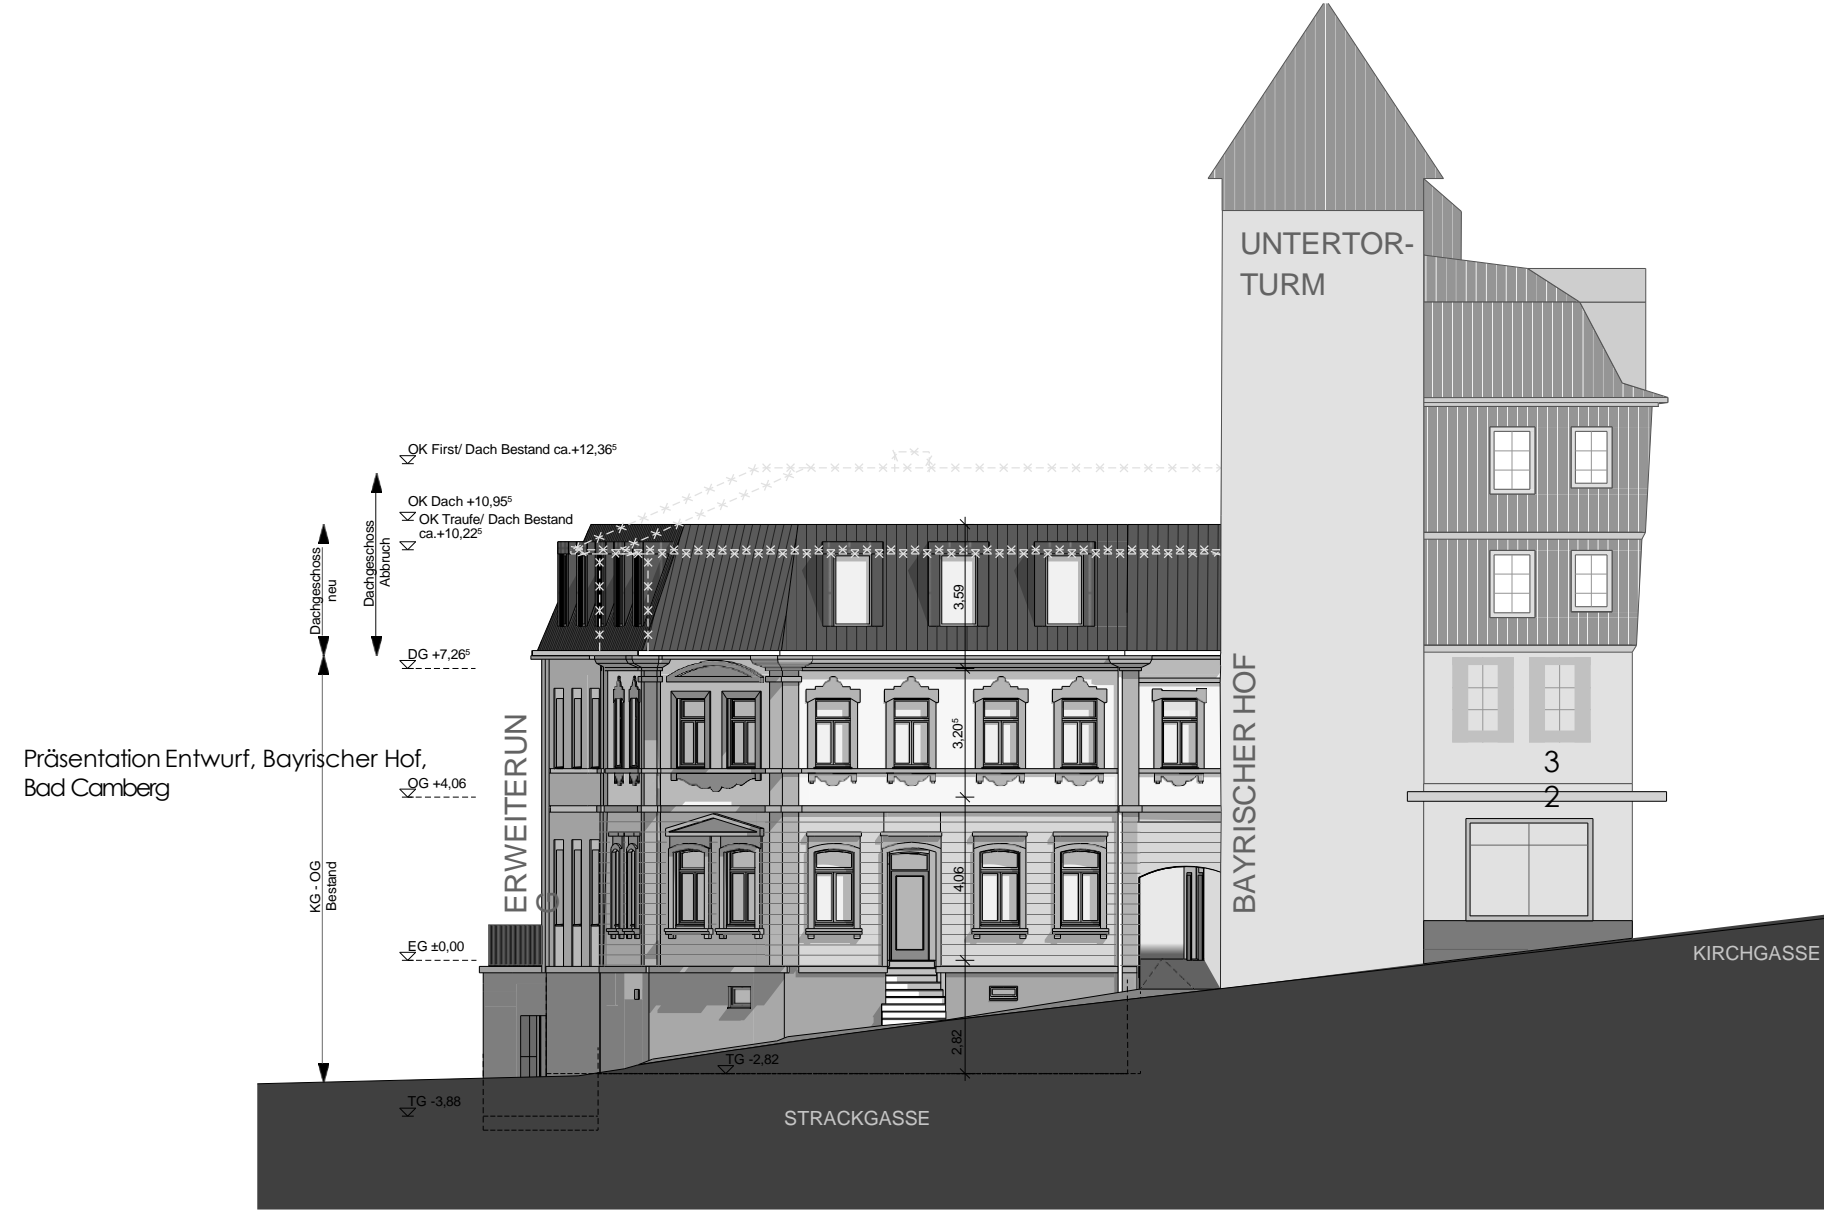 UNTERTOR-
TURM
OK First/ Dach Bestand ca.+12,36⁵
OK Dach +10,95⁵
OK Traufe/ Dach Bestand
ca.+10,22⁵
Dachgeschoss
neu
Dachgeschoss
Abbruch
3,59
DG +7,26⁵
ERWEITERUN
G
BAYRISCHER HOF
3,20⁵
Präsentation Entwurf, Bayrischer Hof,
Bad Camberg
3
2
OG +4,06
KG - OG
Bestand
4,06
EG ±0,00
KIRCHGASSE
2,82
TG -2,82
TG -3,88
STRACKGASSE